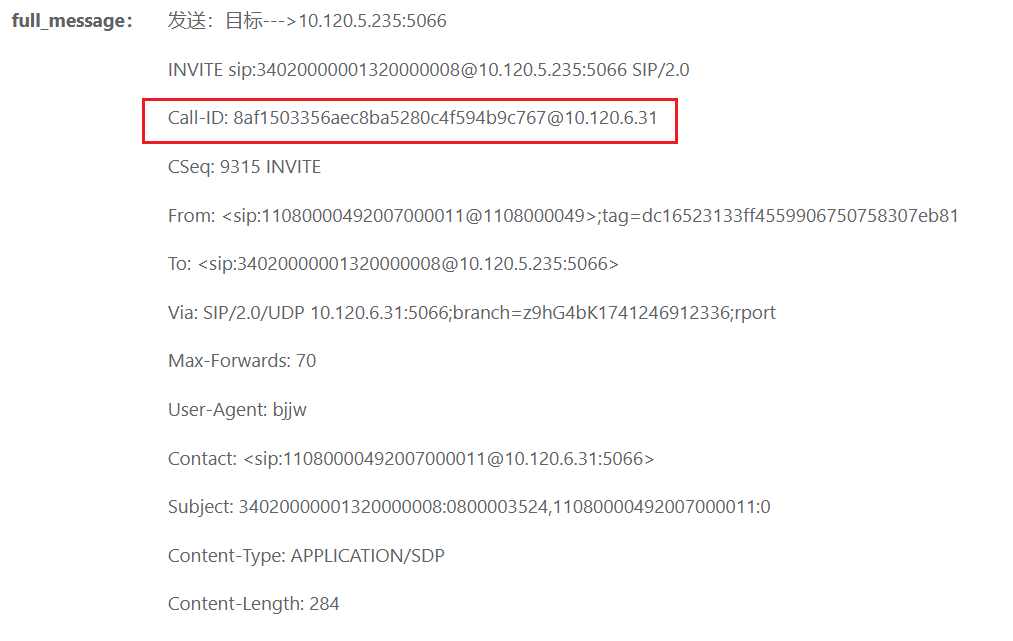 full_message： 发送：目标--->10.120.5.235:5066
INVITE sip:34020000001320000008@10.120.5.235:5066 SIP/2.0
Call-ID: 8af1503356aec8ba5280c4f594b9c767@10.120.6.31
CSeq: 9315 INVITE
From: <sip:11080000492007000011@1108000049>;tag=dc16523133ff4559906750758307eb81
To: <sip:34020000001320000008@10.120.5.235:5066>
Via: SIP/2.0/UDP 10.120.6.31:5066;branch=z9hG4bK1741246912336;rport
Max-Forwards: 70
User-Agent: bjjw
Contact: <sip:11080000492007000011@10.120.6.31:5066>
Subject: 34020000001320000008:0800003524,11080000492007000011:0
Content-Type: APPLICATION/SDP
Content-Length: 284